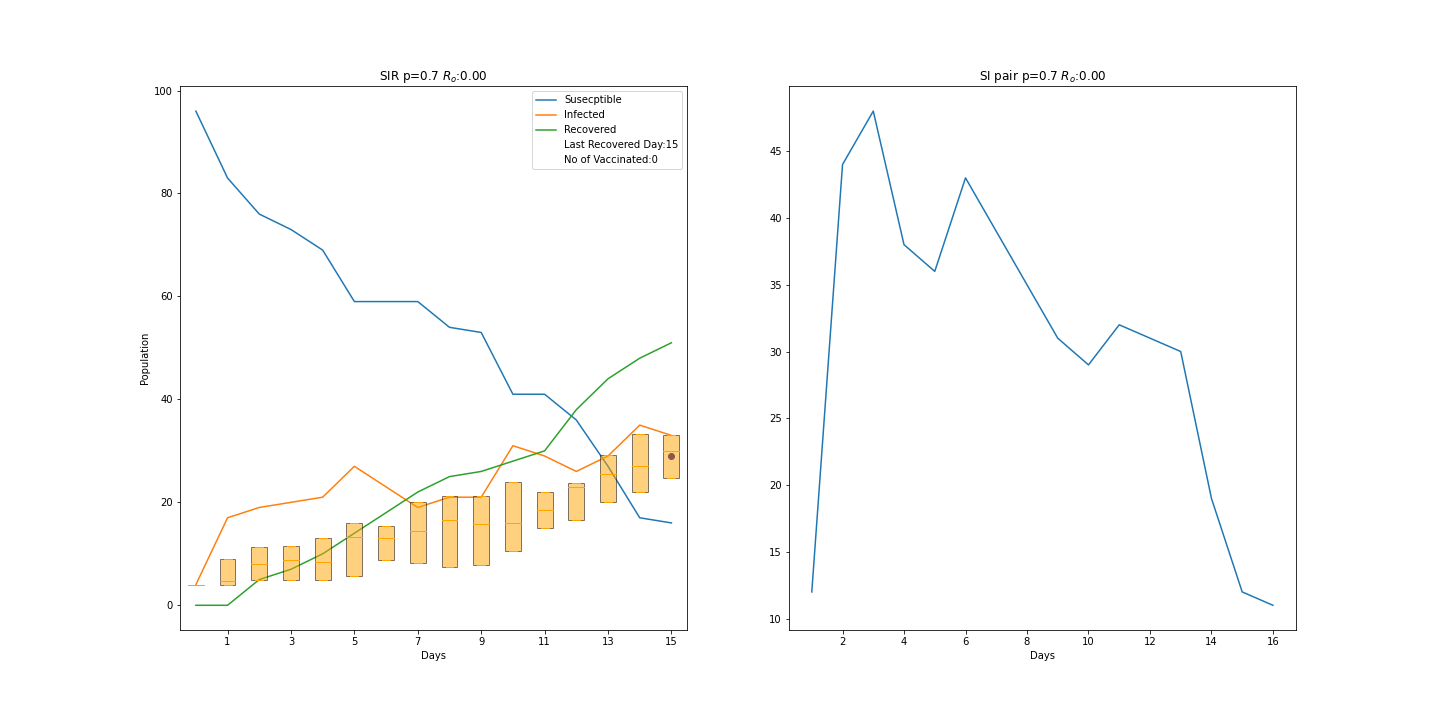 SIR p=0.7 Rₒ:0.00
100
80
60
40
20
0
Population
Susecptible
Infected
Recovered
Last Recovered Day:15
No of Vaccinated:0
1 3 5 7 9 11 13 15
Days
SI pair p=0.7 Rₒ:0.00
45
40
35
30
25
20
15
10
2 4 6 8 10 12 14 16
Days